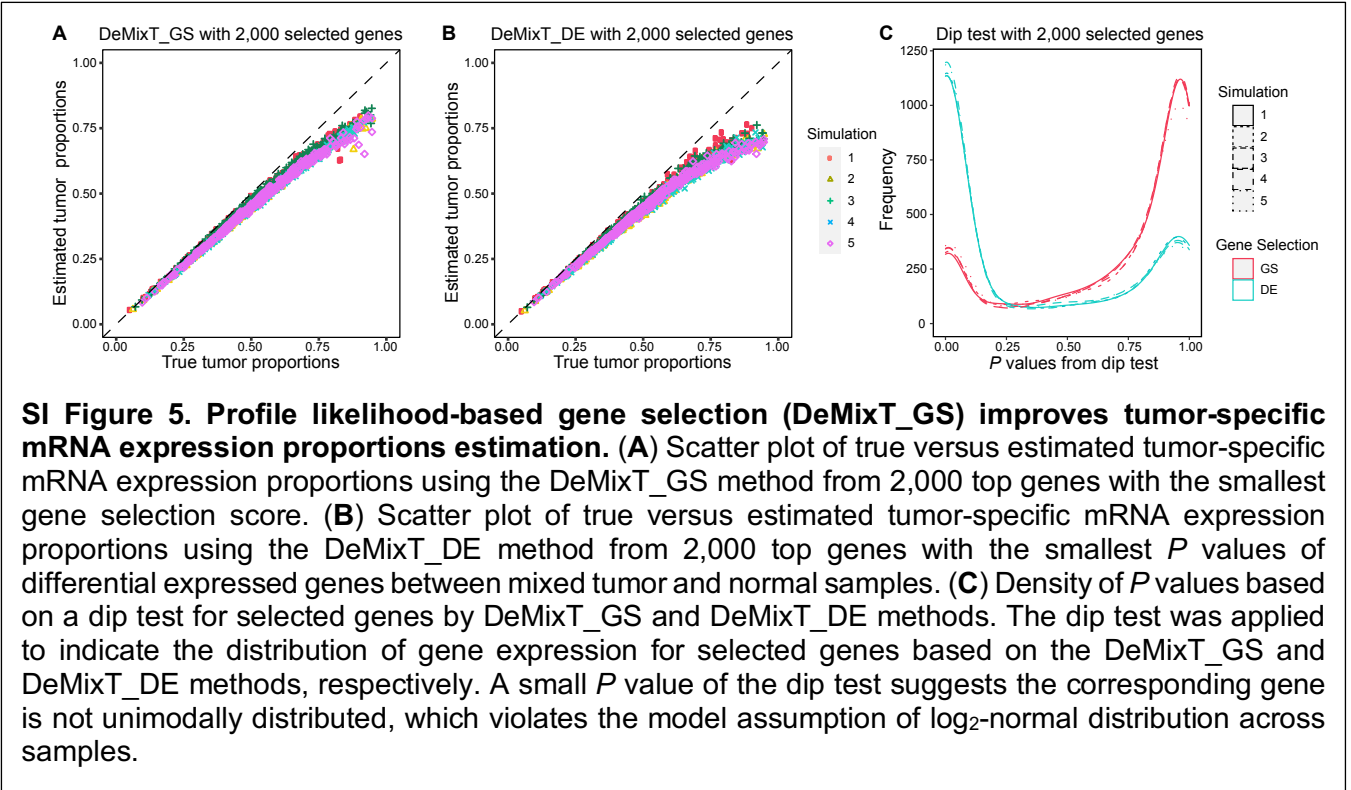 A DeMixT_GS with 2,000 selected genes
1.00
0.75
0.50
0.25
0.00
Estimated tumor proportions
0.00 0.25 0.50 0.75 1.00
True tumor proportions
B DeMixT_DE with 2,000 selected genes
1.00
0.75
0.50
0.25
0.00
Estimated tumor proportions
0.00 0.25 0.50 0.75 1.00
True tumor proportions
Simulation
1
2
3
4
5
C Dip test with 2,000 selected genes
1250
1000
750
500
250
0
Frequency
0.00 0.25 0.50 0.75 1.00
P values from dip test
Simulation
1
2
3
4
5
Gene Selection
GS
DE
SI Figure 5. Profile likelihood-based gene selection (DeMixT_GS) improves tumor-specific
mRNA expression proportions estimation. (A) Scatter plot of true versus estimated tumor-specific
mRNA expression proportions using the DeMixT_GS method from 2,000 top genes with the smallest
gene selection score. (B) Scatter plot of true versus estimated tumor-specific mRNA expression
proportions using the DeMixT_DE method from 2,000 top genes with the smallest P values of
differential expressed genes between mixed tumor and normal samples. (C) Density of P values based
on a dip test for selected genes by DeMixT_GS and DeMixT_DE methods. The dip test was applied
to indicate the distribution of gene expression for selected genes based on the DeMixT_GS and
DeMixT_DE methods, respectively. A small P value of the dip test suggests the corresponding gene
is not unimodally distributed, which violates the model assumption of log₂-normal distribution across
samples.